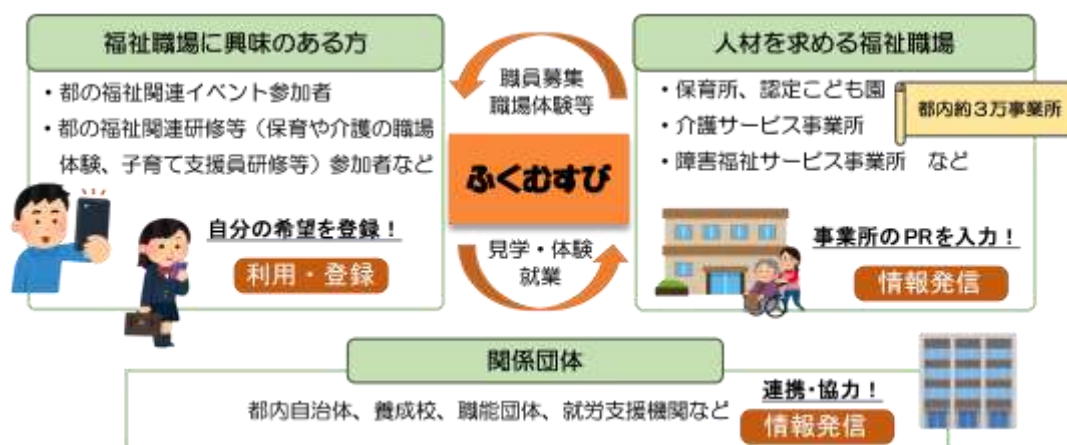 福祉職場に興味のある方
・都の福祉関連イベント参加者
・都の福祉関連研修等（保育や介護の職場
体験、子育て支援員研修等）参加者など
自分の希望を登録！
利用・登録
職員募集
職場体験等
ふくむすび
見学・体験
就業
人材を求める福祉職場
・保育所、認定こども園
・介護サービス事業所
・障害福祉サービス事業所　など
都内約３万事業所
事業所のPRを入力！
情報発信
関係団体
都内自治体、養成校、職能団体、就労支援機関など
連携・協力！
情報発信